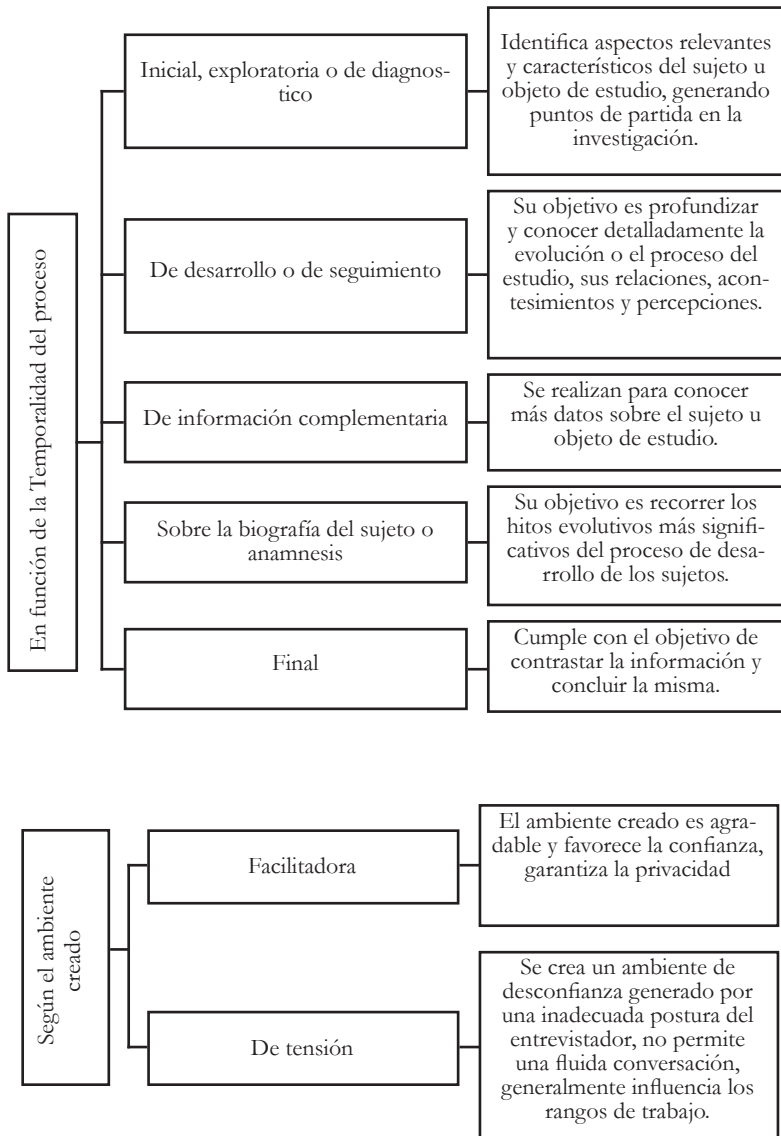 En función de la Temporalidad del proceso
Inicial, exploratoria o de diagnos-
tico
Identifica aspectos relevantes
y característicos del sujeto u
objeto de estudio, generando
puntos de partida en la
investigación.
De desarrollo o de seguimiento
Su objetivo es profundizar
y conocer detalladamente la
evolución o el proceso del
estudio, sus relaciones, acon-
tesimientos y percepciones.
De información complementaria
Se realizan para conocer
más datos sobre el sujeto u
objeto de estudio.
Sobre la biografía del sujeto o
anamnesis
Su objetivo es recorrer los
hitos evolutivos más signifi-
cativos del proceso de desa-
rrollo de los sujetos.
Final
Cumple con el objetivo de
contrastar la información y
concluir la misma.
Según el ambiente
creado
Facilitadora
El ambiente creado es agra-
dable y favorece la confianza,
garantiza la privacidad
De tensión
Se crea un ambiente de
desconfianza generado por
una inadecuada postura del
entrevistador, no permite
una fluida conversación,
generalmente influencia los
rangos de trabajo.